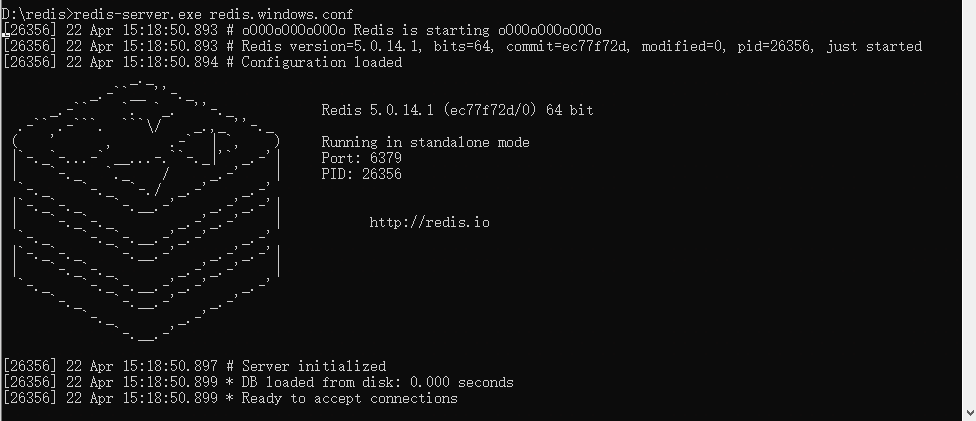 D:\redis>redis-server.exe redis.windows.conf
[26356] 22 Apr 15:18:50.893 # oO0OoO0OoO0Oo Redis is starting oO0OoO0OoO0Oo
[26356] 22 Apr 15:18:50.893 # Redis version=5.0.14.1, bits=64, commit=ec77f72d, modified=0, pid=26356, just started
[26356] 22 Apr 15:18:50.894 # Configuration loaded
Redis 5.0.14.1 (ec77f72d/0) 64 bit
Running in standalone mode
Port: 6379
PID: 26356
http://redis.io
[26356] 22 Apr 15:18:50.897 # Server initialized
[26356] 22 Apr 15:18:50.899 * DB loaded from disk: 0.000 seconds
[26356] 22 Apr 15:18:50.899 * Ready to accept connections